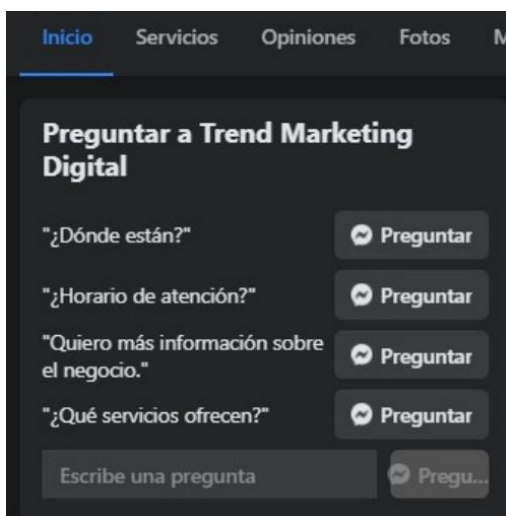 Inicio Servicios Opiniones Fotos
Preguntar a Trend Marketing
Digital
"¿Dónde están?" Preguntar
"¿Horario de atención?" Preguntar
"Quiero más información sobre
el negocio." Preguntar
"¿Qué servicios ofrecen?" Preguntar
Escribe una pregunta Pregu...